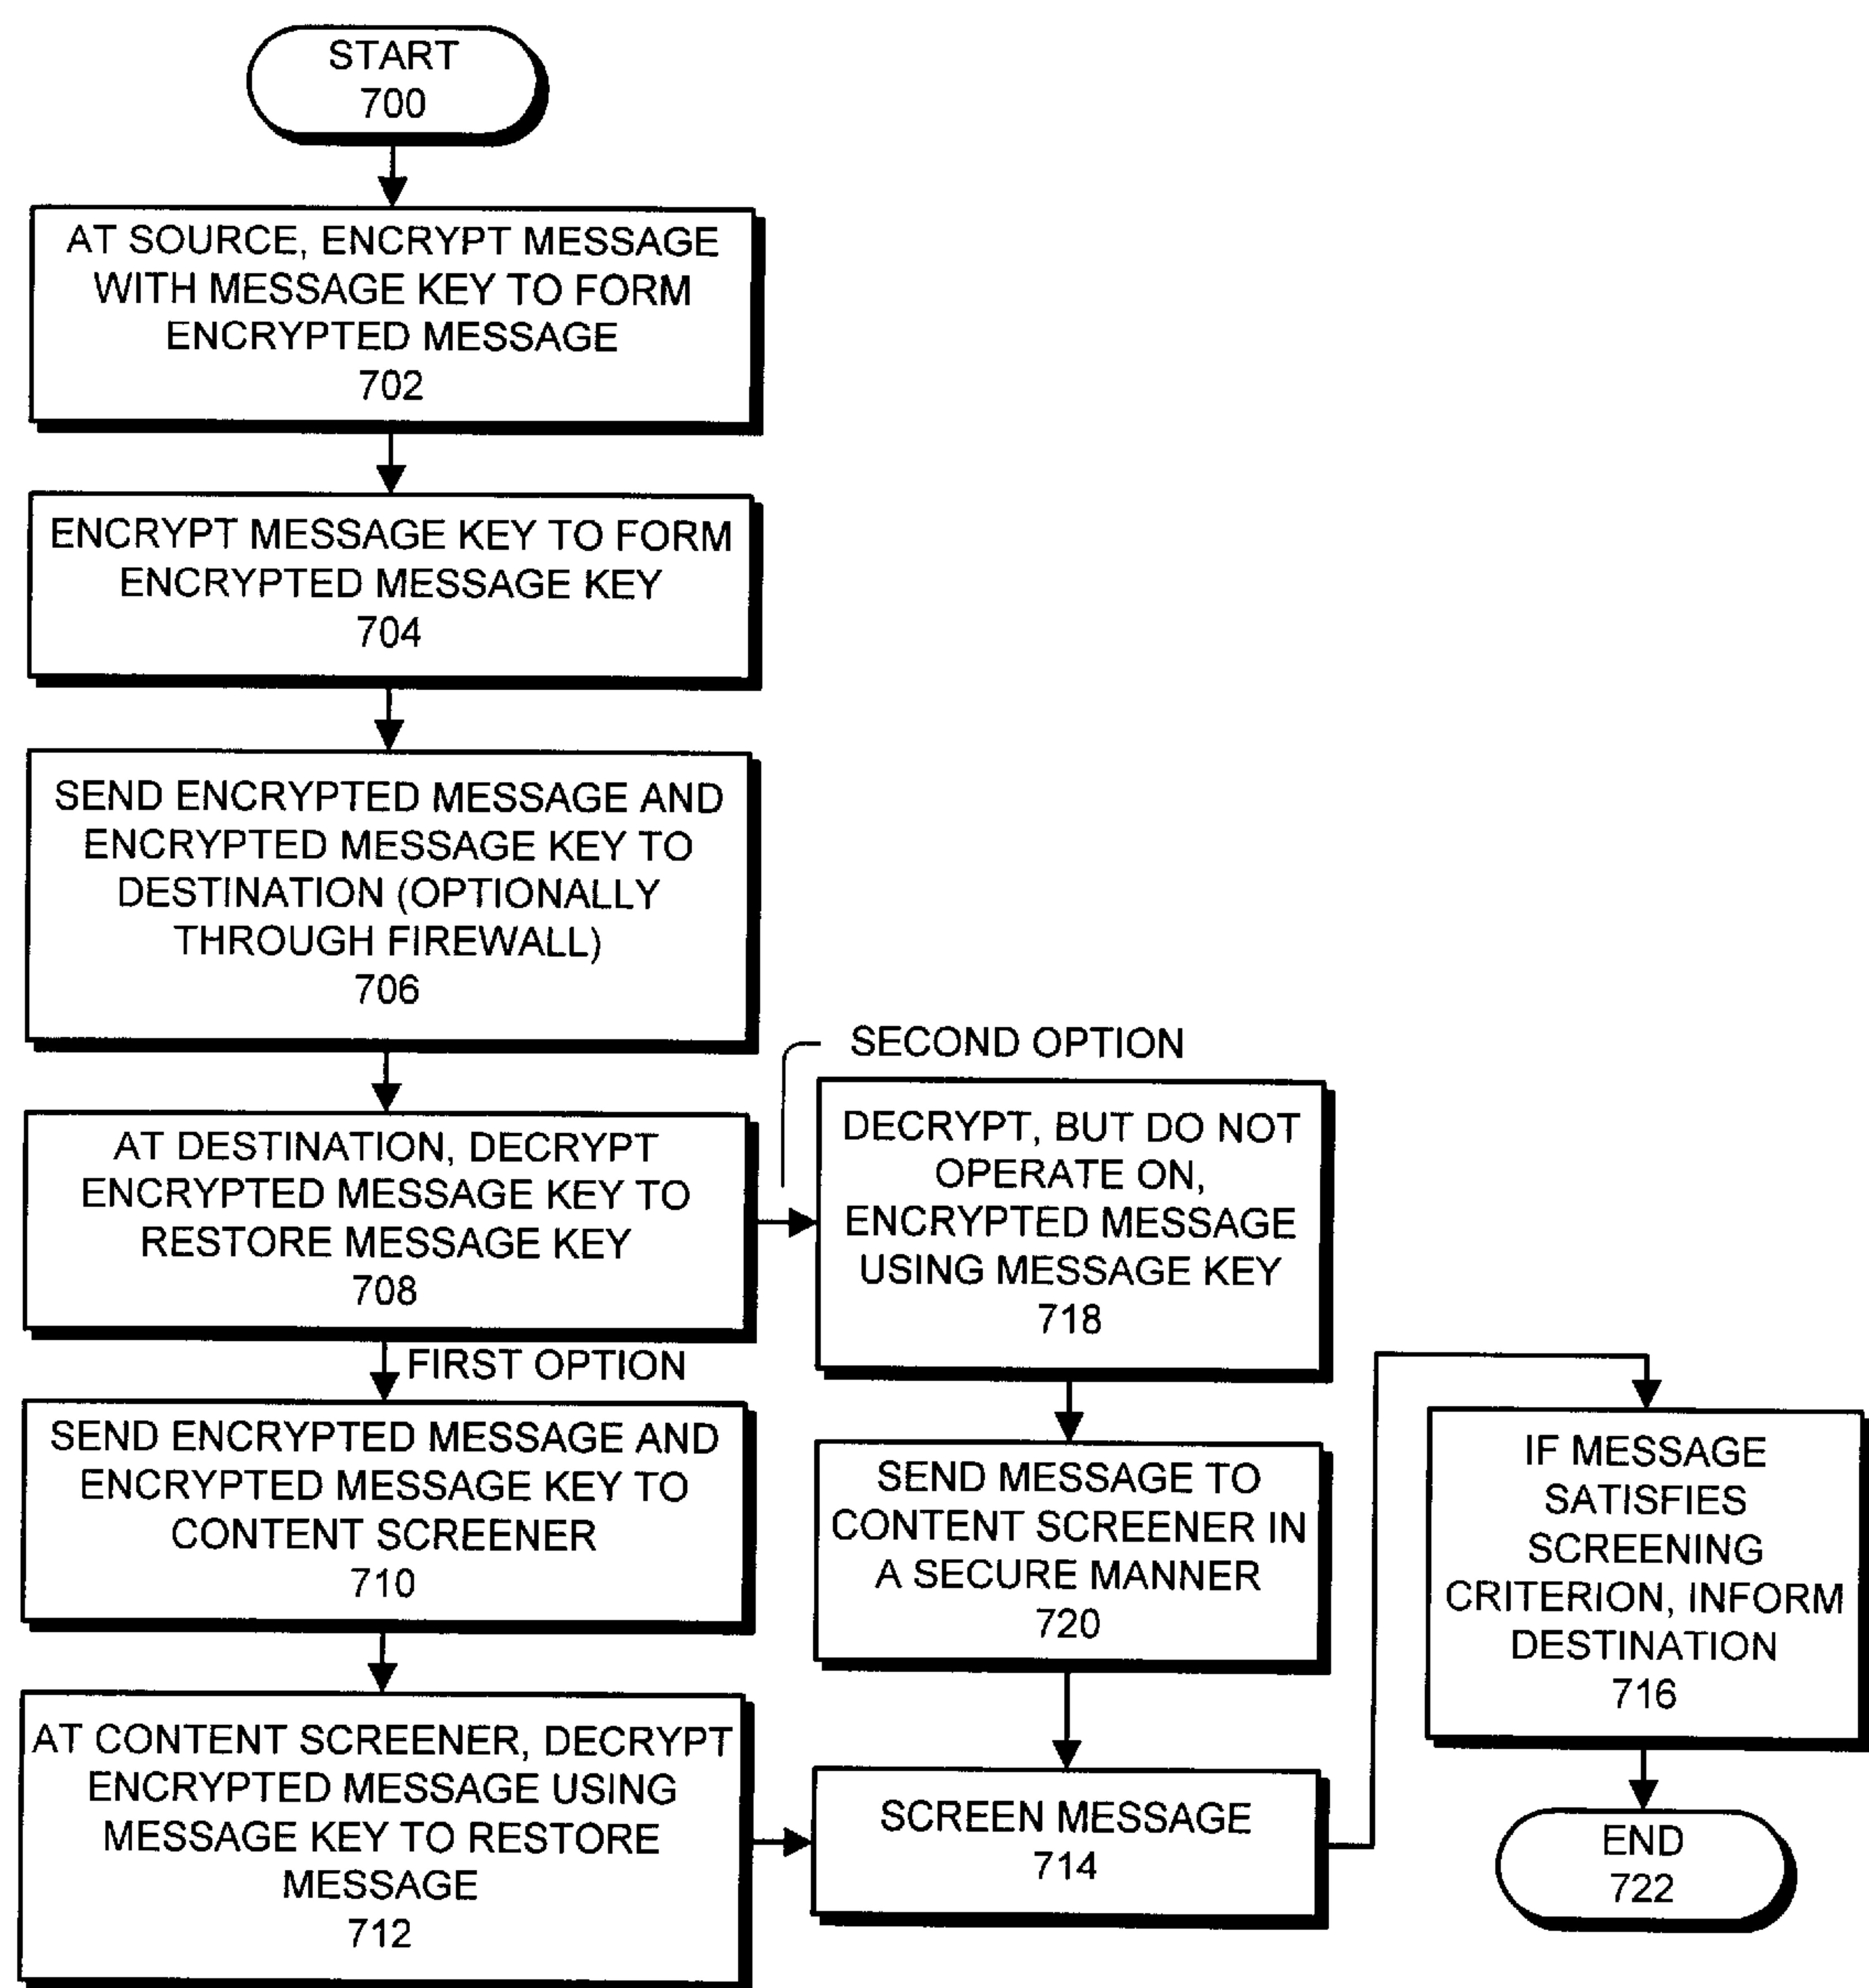 START
700
AT SOURCE, ENCRYPT MESSAGE
WITH MESSAGE KEY TO FORM
ENCRYPTED MESSAGE
702
ENCRYPT MESSAGE KEY TO FORM
ENCRYPTED MESSAGE KEY
704
SEND ENCRYPTED MESSAGE AND
ENCRYPTED MESSAGE KEY TO
DESTINATION (OPTIONALLY
THROUGH FIREWALL)
706
AT DESTINATION, DECRYPT
ENCRYPTED MESSAGE KEY TO
RESTORE MESSAGE KEY
708
FIRST OPTION
SEND ENCRYPTED MESSAGE AND
ENCRYPTED MESSAGE KEY TO
CONTENT SCREENER
710
AT CONTENT SCREENER, DECRYPT
ENCRYPTED MESSAGE USING
MESSAGE KEY TO RESTORE
MESSAGE
712
SECOND OPTION
DECRYPT, BUT DO NOT
OPERATE ON,
ENCRYPTED MESSAGE
USING MESSAGE KEY
718
SEND MESSAGE TO
CONTENT SCREENER IN
A SECURE MANNER
720
SCREEN MESSAGE
714
IF MESSAGE
SATISFIES
SCREENING
CRITERION, INFORM
DESTINATION
716
END
722